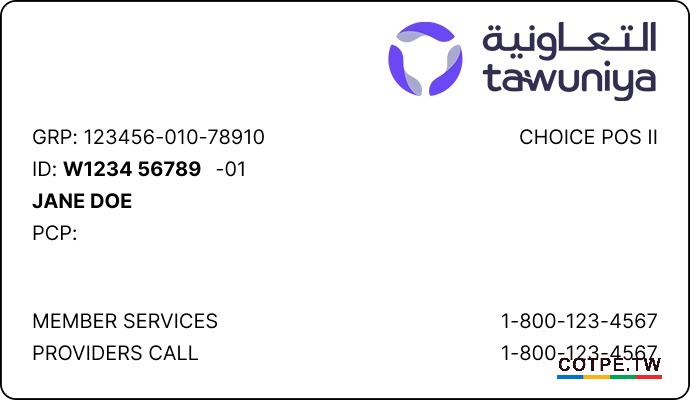 التعاونية
tawuniya
GRP: 123456-010-78910
CHOICE POS II
ID: W1234 56789 -01
JANE DOE
PCP:
MEMBER SERVICES 1-800-123-4567
PROVIDERS CALL 1-800-123-4567
COTPE.TW